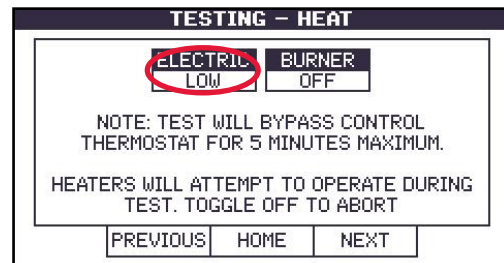 TESTING – HEAT
ELECTRIC BURNER
LOW OFF
NOTE: TEST WILL BYPASS CONTROL
THERMOSTAT FOR 5 MINUTES MAXIMUM.
HEATERS WILL ATTEMPT TO OPERATE DURING
TEST. TOGGLE OFF TO ABORT
PREVIOUS HOME NEXT